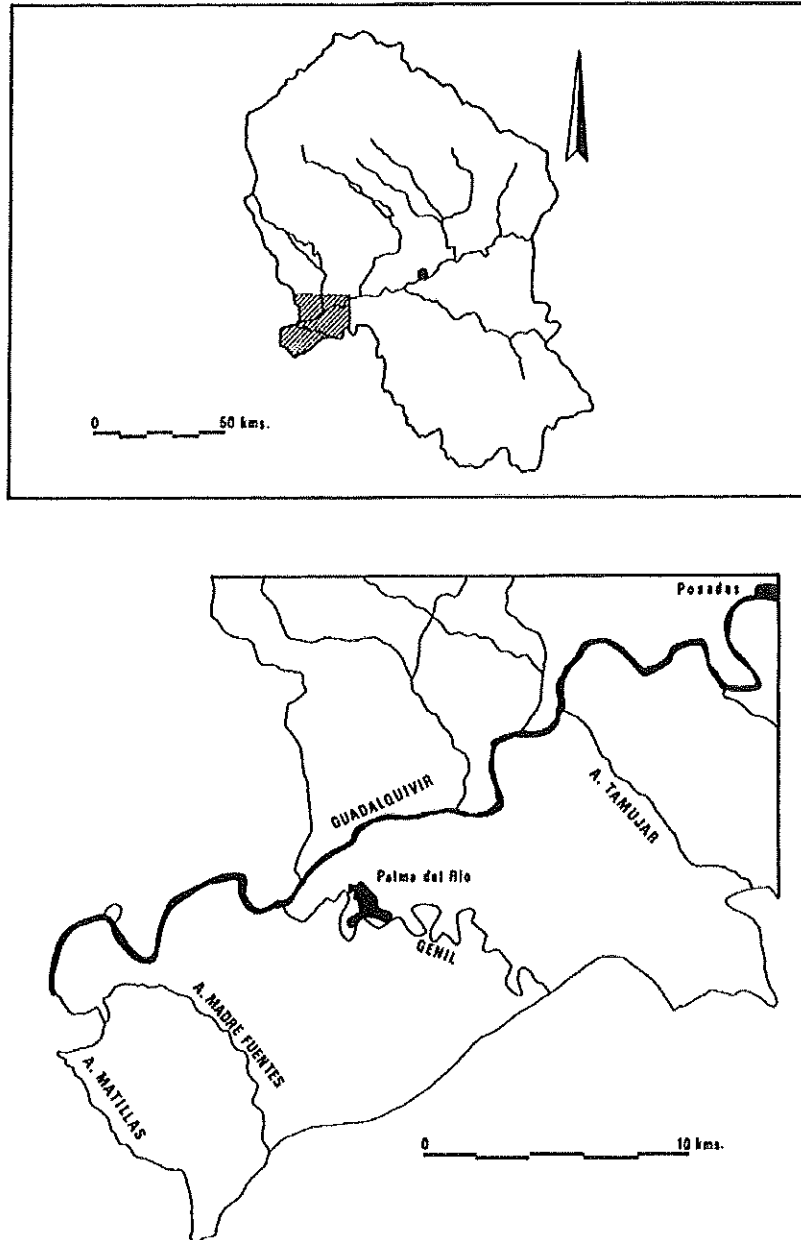 0 50 kms.
Posadas
GUADALQUIVIR
A. TAMUJAR
Palma del Río
GENIL
A. MADRE FUENTES
A. MATILLAS
0 10 kms.